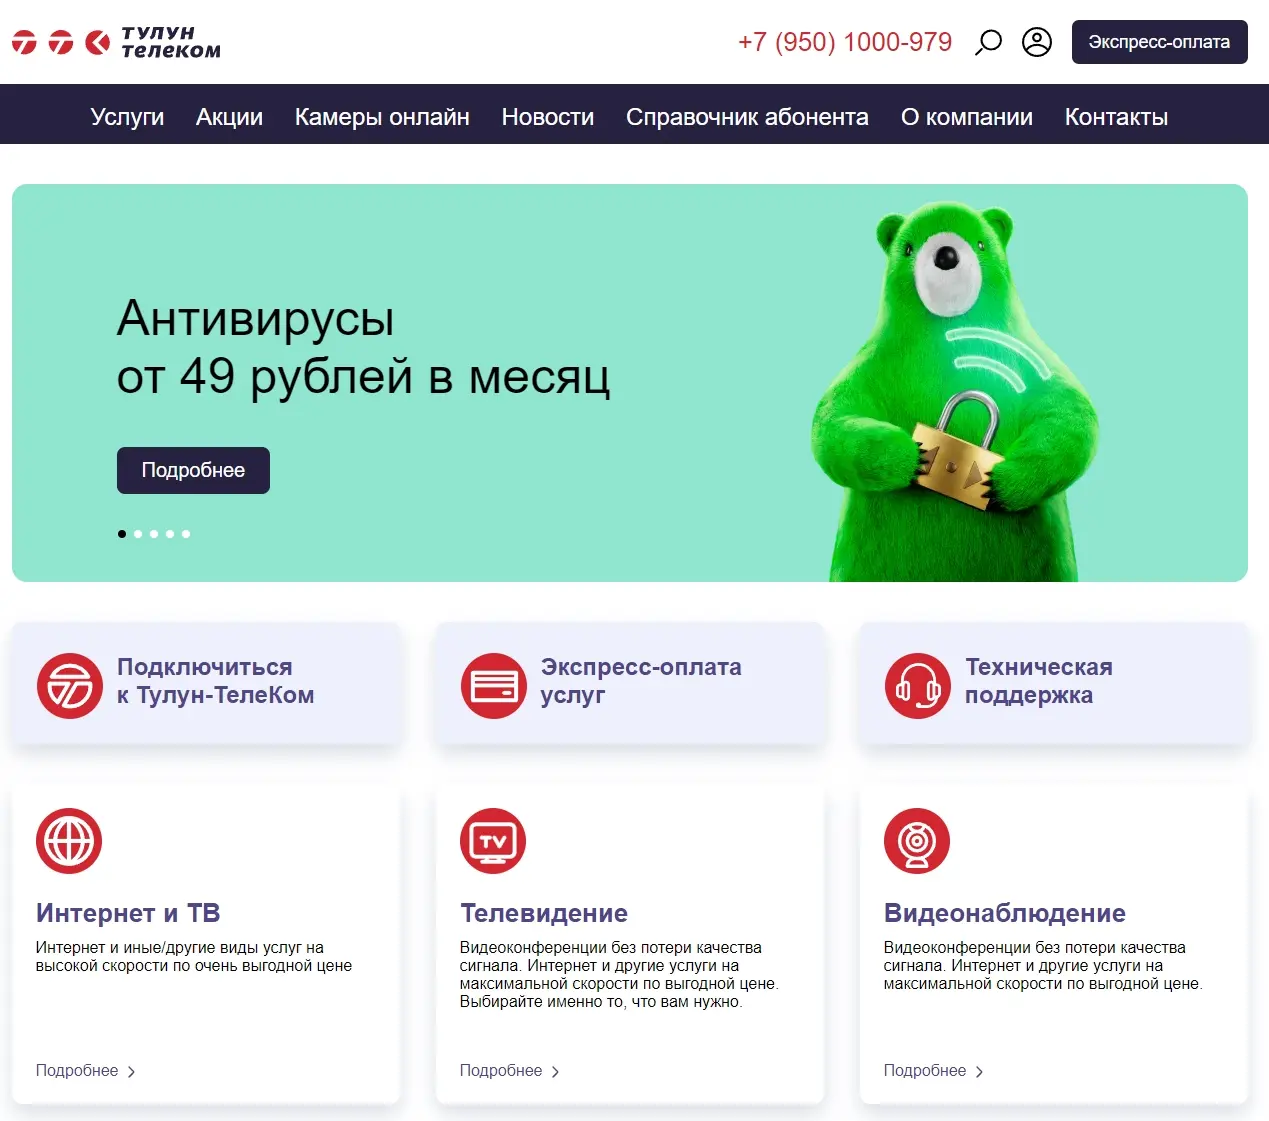 ТУЛУН
ТЕЛЕКОМ
+7 (950) 1000-979
Экспресс-оплата
Услуги Акции Камеры онлайн Новости Справочник абонента О компании Контакты
Антивирусы
от 49 рублей в месяц
Подробнее
Подключиться
к Тулун-ТелеКом
Экспресс-оплата
услуг
Техническая
поддержка
TV
Интернет и ТВ
Интернет и иные/другие виды услуг на
высокой скорости по очень выгодной цене
Подробнее
Телевидение
Видеоконференции без потери качества
сигнала. Интернет и другие услуги на
максимальной скорости по выгодной цене.
Выбирайте именно то, что вам нужно.
Подробнее
Видеонаблюдение
Видеоконференции без потери качества
сигнала. Интернет и другие услуги на
максимальной скорости по выгодной цене.
Подробнее